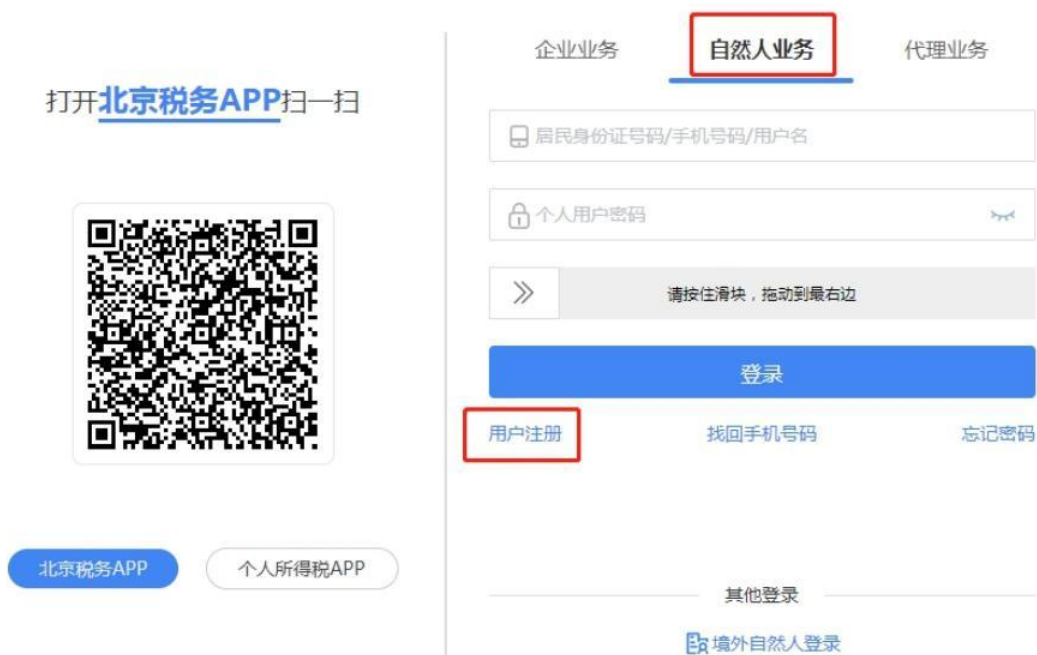 打开北京税务APP扫一扫
北京税务APP
个人所得税APP
企业业务
自然人业务
代理业务
居民身份证号码/手机号码/用户名
个人用户密码
请按住滑块，拖动到最右边
登录
用户注册
找回手机号码
忘记密码
其他登录
境外自然人登录